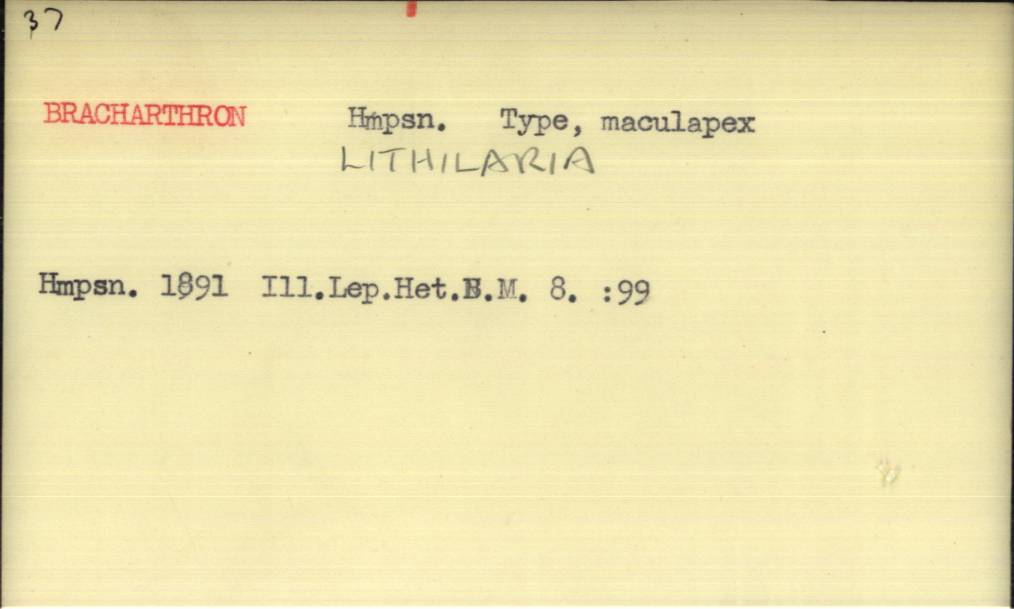 37
BRACHARTHRON Hmpsn. Type, maculapex
LITHILARIA
Hmpsn. 1891 Ill.Lep.Het.B.M. 8. :99